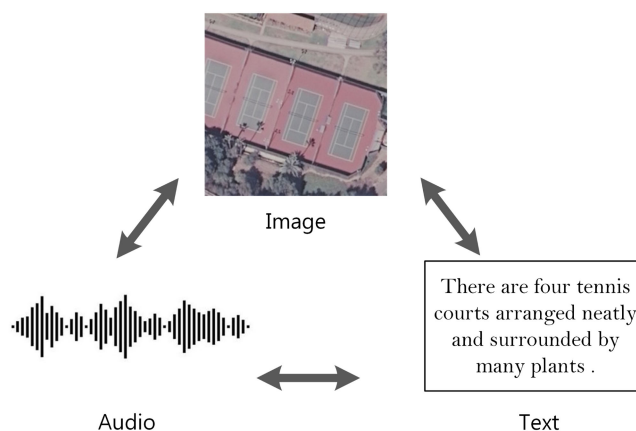 Image
There are four tennis
courts arranged neatly
and surrounded by
many plants .
Audio
Text